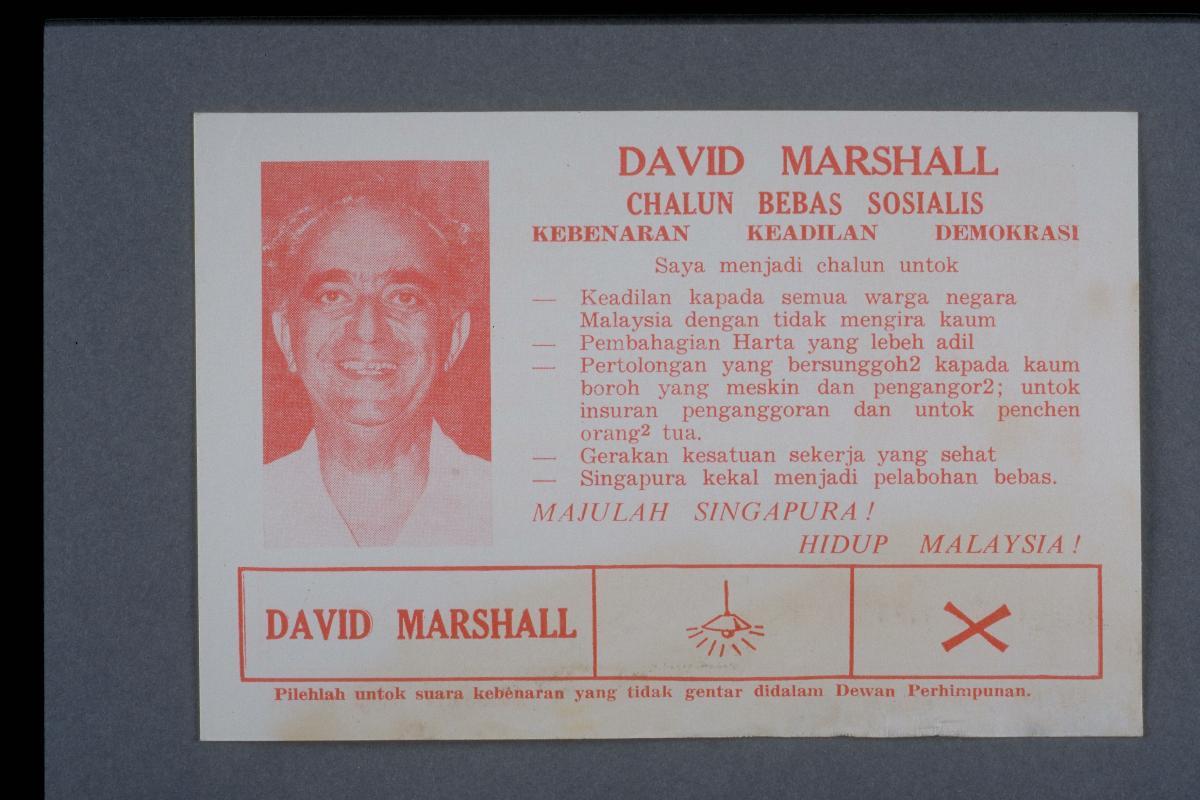 DAVID MARSHALL
CHALUN BEBAS SOSIALIS
KEBENARAN KEADILAN DEMOKRASI
Saya menjadi chalun untok
— Keadilan kapada semua warga negara
Malaysia dengan tidak mengira kaum
— Pembahagian Harta yang lebeh adil
— Pertolongan yang bersunggoh2 kapada kaum
boroh yang meskin dan pengangor2; untok
insuran penganggoran dan untok penchen
orang² tua.
— Gerakan kesatuan sekerja yang sehat
— Singapura kekal menjadi pelabohan bebas.
MAJULAH SINGAPURA!
HIDUP MALAYSIA!
DAVID MARSHALL
Pilehlah untok suara kebenaran yang tidak gentar didalam Dewan Perhimpunan.